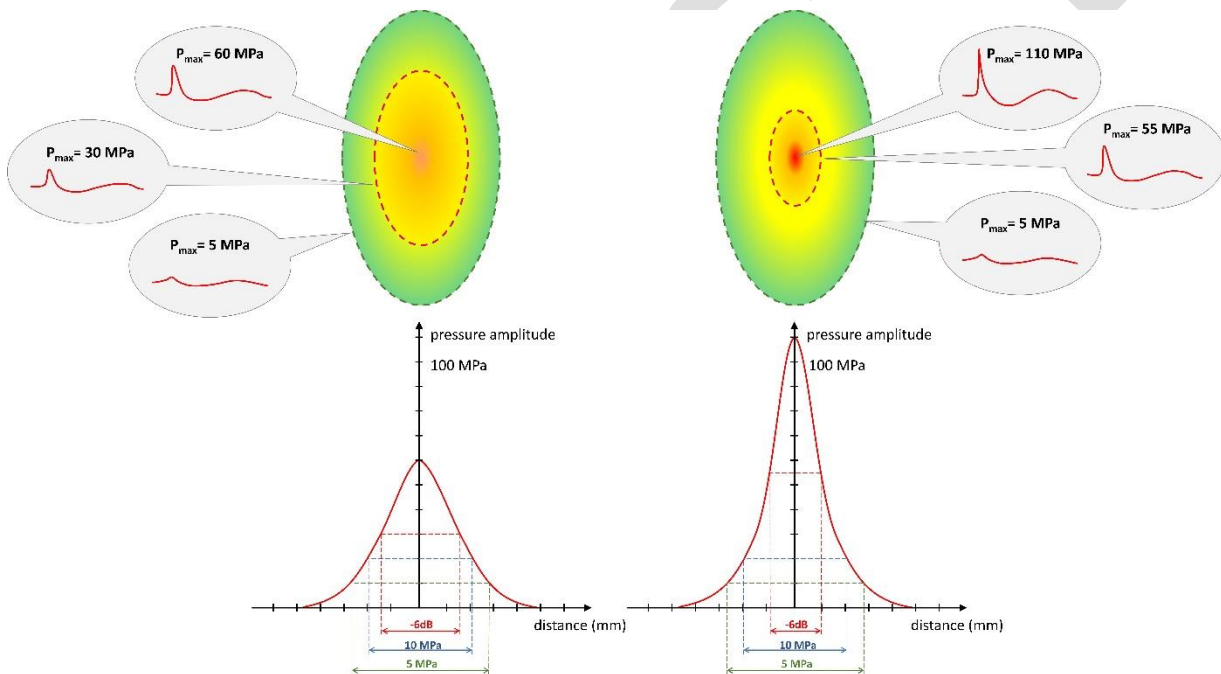 Pmax= 60 MPa
Pmax= 30 MPa
Pmax= 5 MPa
Pmax= 110 MPa
Pmax= 55 MPa
Pmax= 5 MPa
pressure amplitude
100 MPa
distance (mm)
-6dB
10 MPa
5 MPa
pressure amplitude
100 MPa
distance (mm)
-6dB
10 MPa
5 MPa